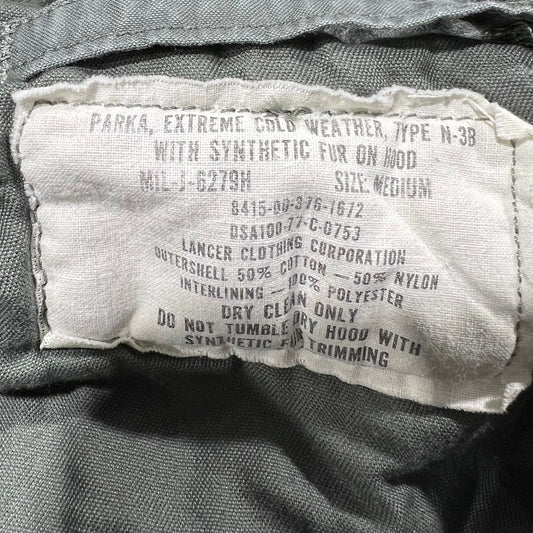 PARKA, EXTREME COLD WEATHER, TYPE N-3B
WITH SYNTHETIC FUR ON HOOD
MIL-J-6279H SIZE: MEDIUM
8415-00-376-1672
DSA100-77-C-0753
LANCER CLOTHING CORPORATION
OUTERSHELL 50% COTTON — 50% NYLON
INTERLINING — 100% POLYESTER
DRY CLEAN ONLY
DO NOT TUMBLE DRY HOOD WITH
SYNTHETIC FUR TRIMMING